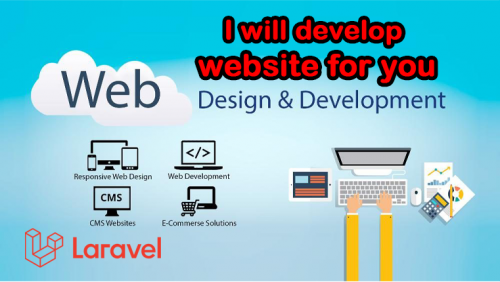 I will develop
website for you
Web
Design & Development
Responsive Web Design
Web Development
</>
CMS
CMS Websites
E-Commerse Solutions
Laravel